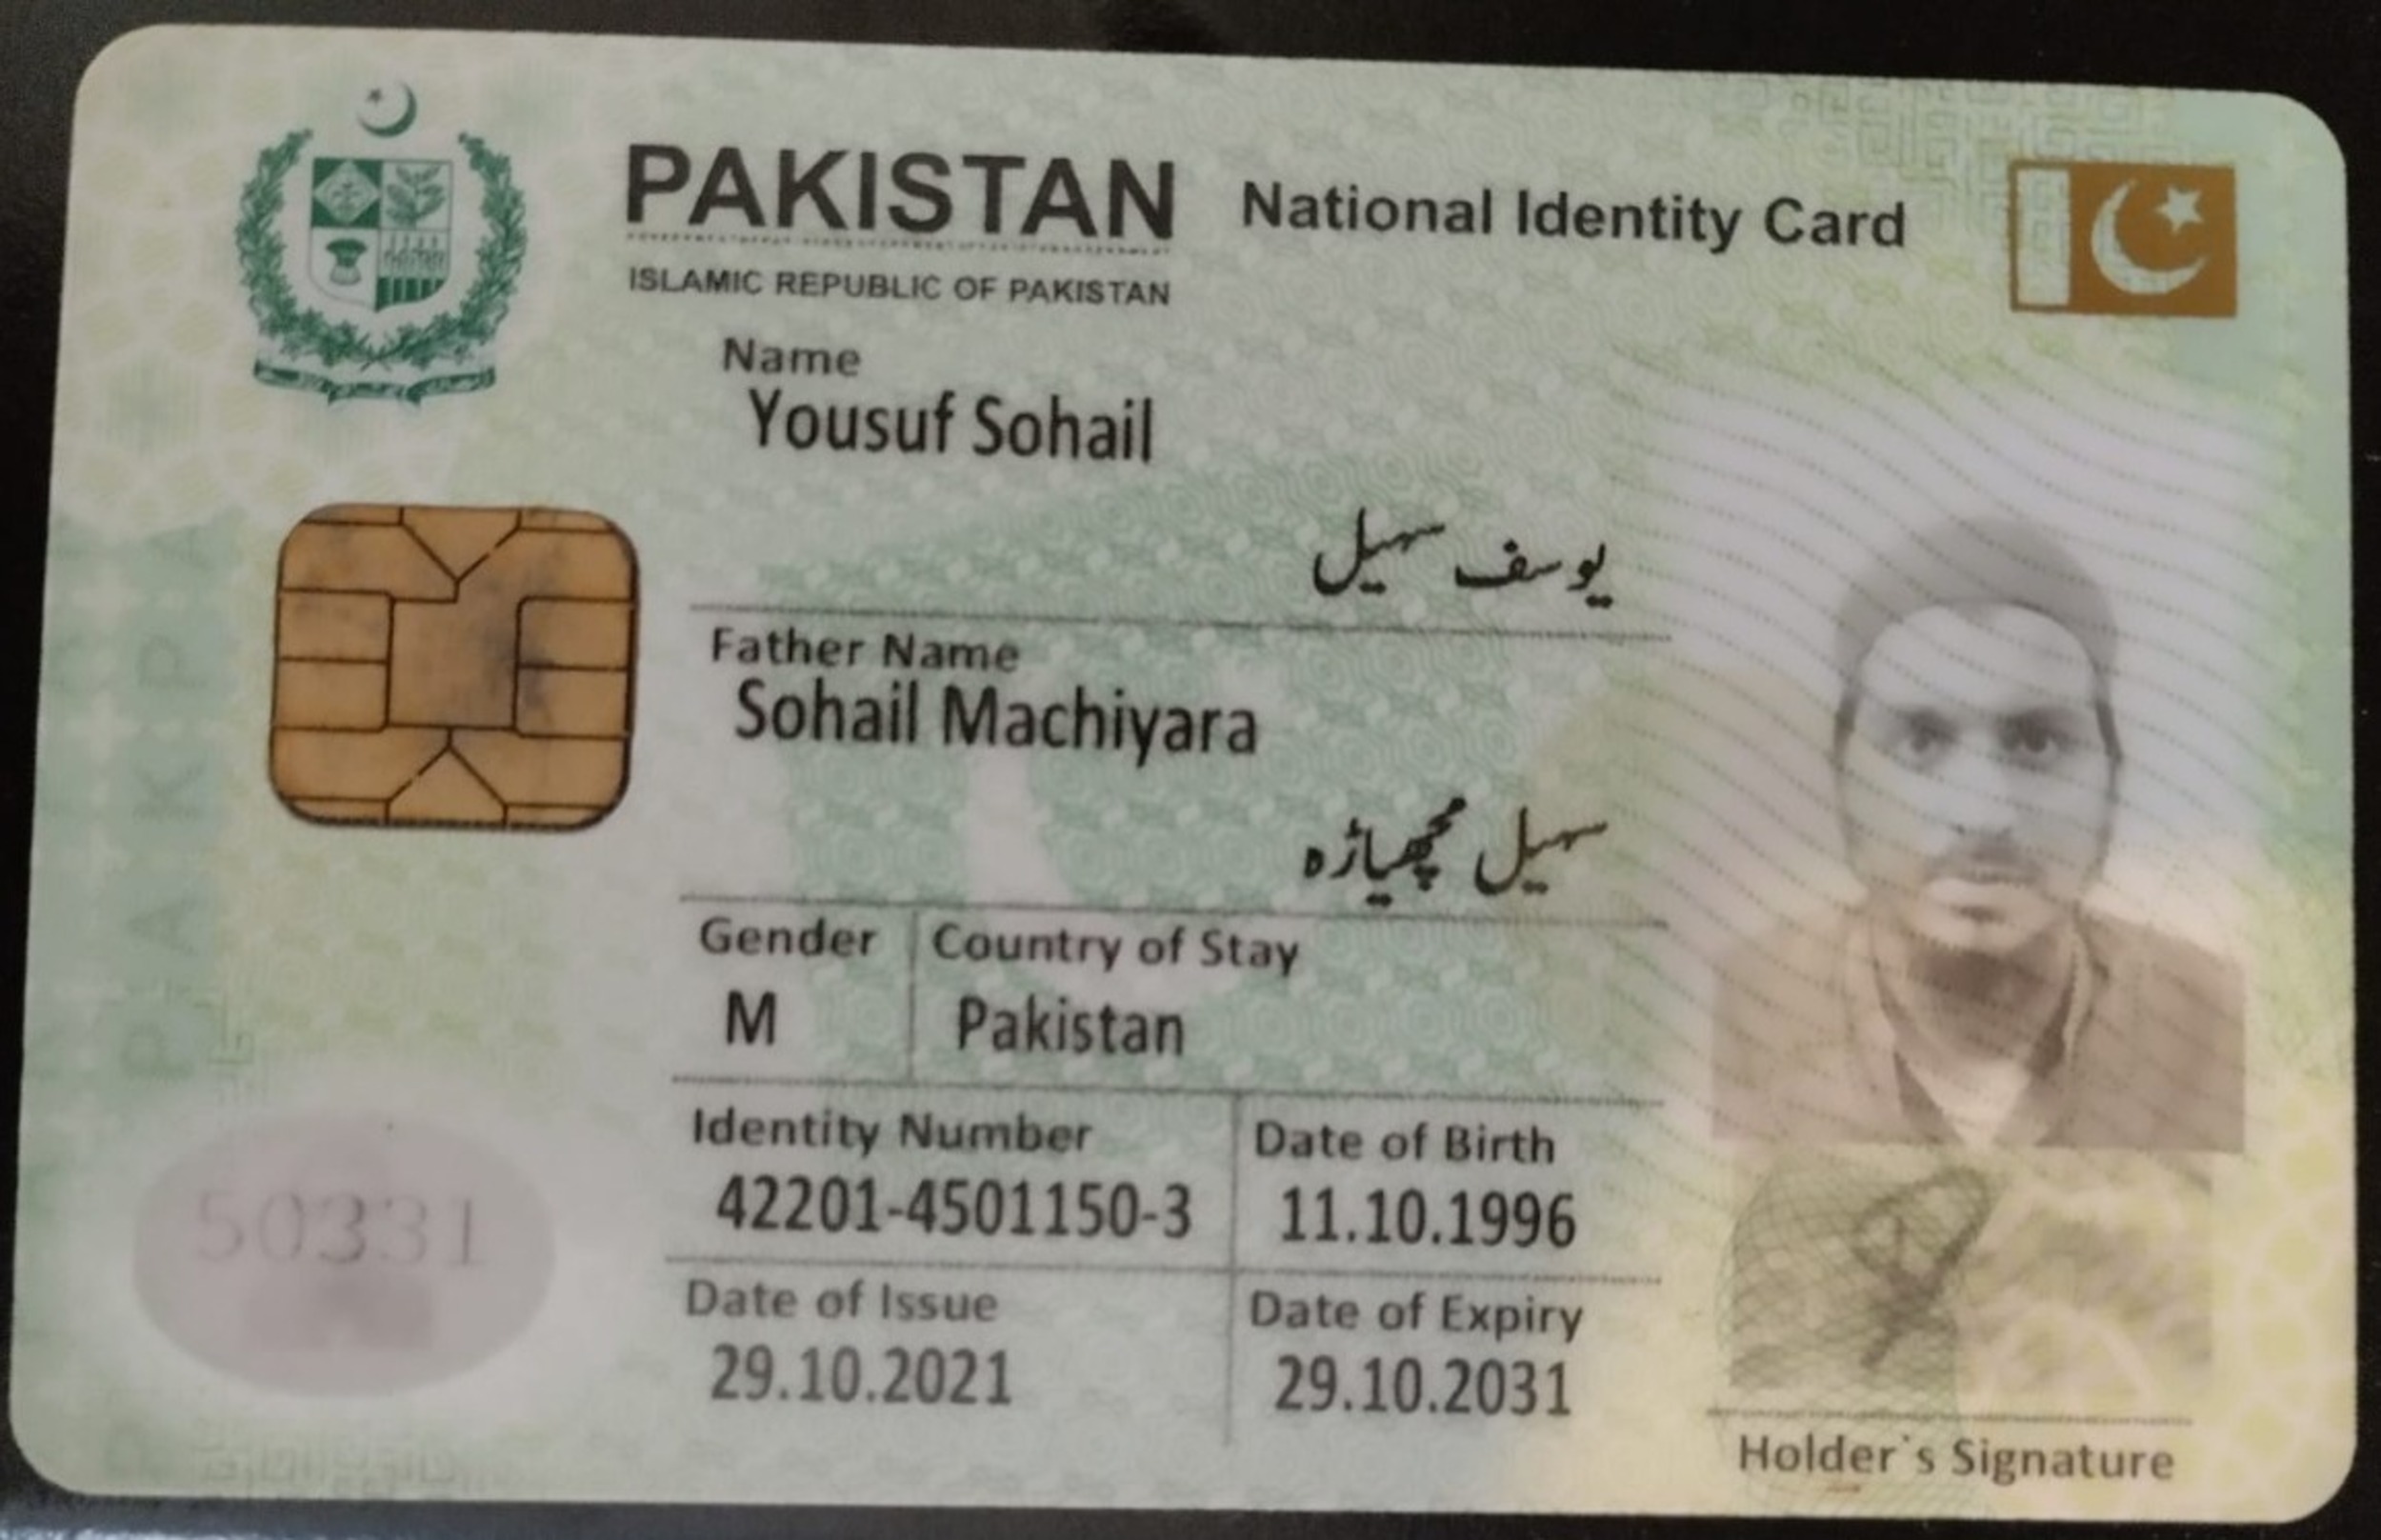 PAKISTAN National Identity Card
ISLAMIC REPUBLIC OF PAKISTAN
Name
Yousuf Sohail
یوسف سہیل
Father Name
Sohail Machiyara
سہیل مچھیاڑہ
Gender Country of Stay
M Pakistan
Identity Number Date of Birth
42201-4501150-3 11.10.1996
Date of Issue Date of Expiry
29.10.2021 29.10.2031
50331
Holder`s Signature